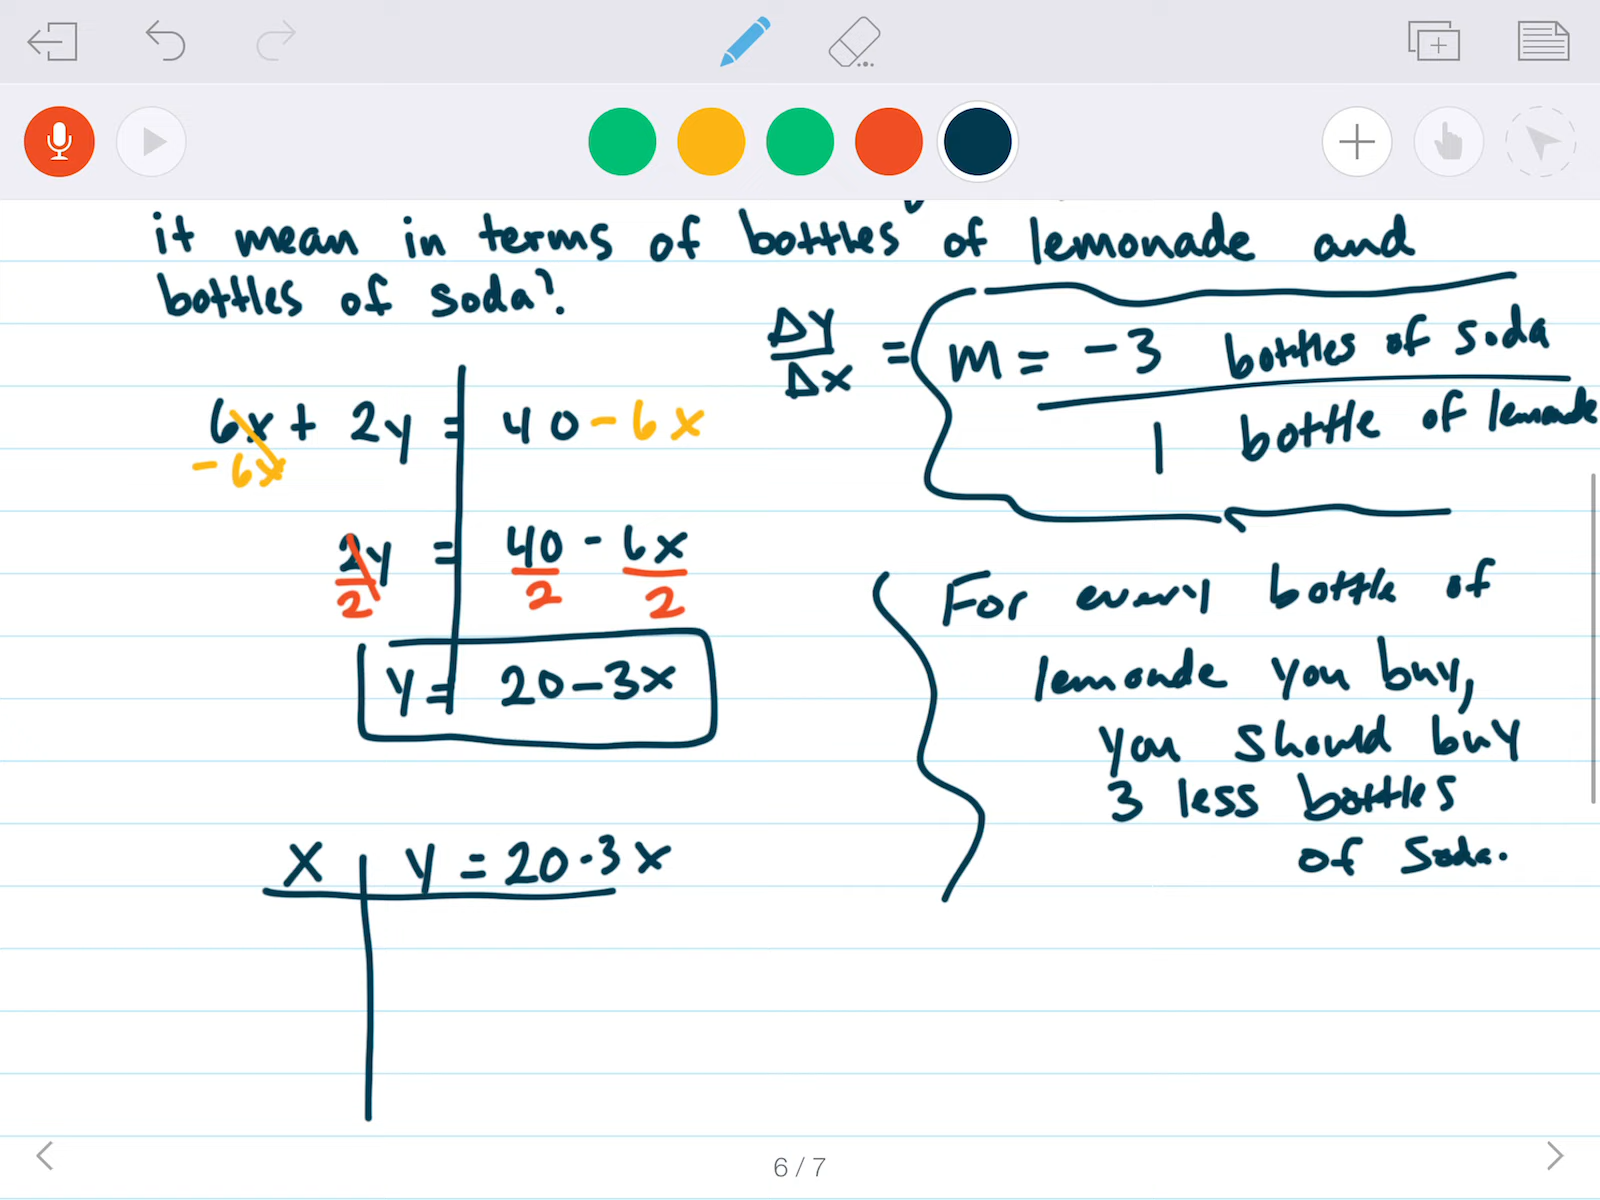 it mean in terms of bottles of lemonade and
bottles of soda?
ΔY/ΔX = m = -3 bottles of soda / 1 bottle of lemonade
6x + 2y = 40 - 6x
- 6x
2y = 40 - 6x
2 2 2
y = 20 - 3x
For every bottle of
lemonade you buy,
you should buy
3 less bottles
of soda.
X y = 20 - 3x
6 / 7